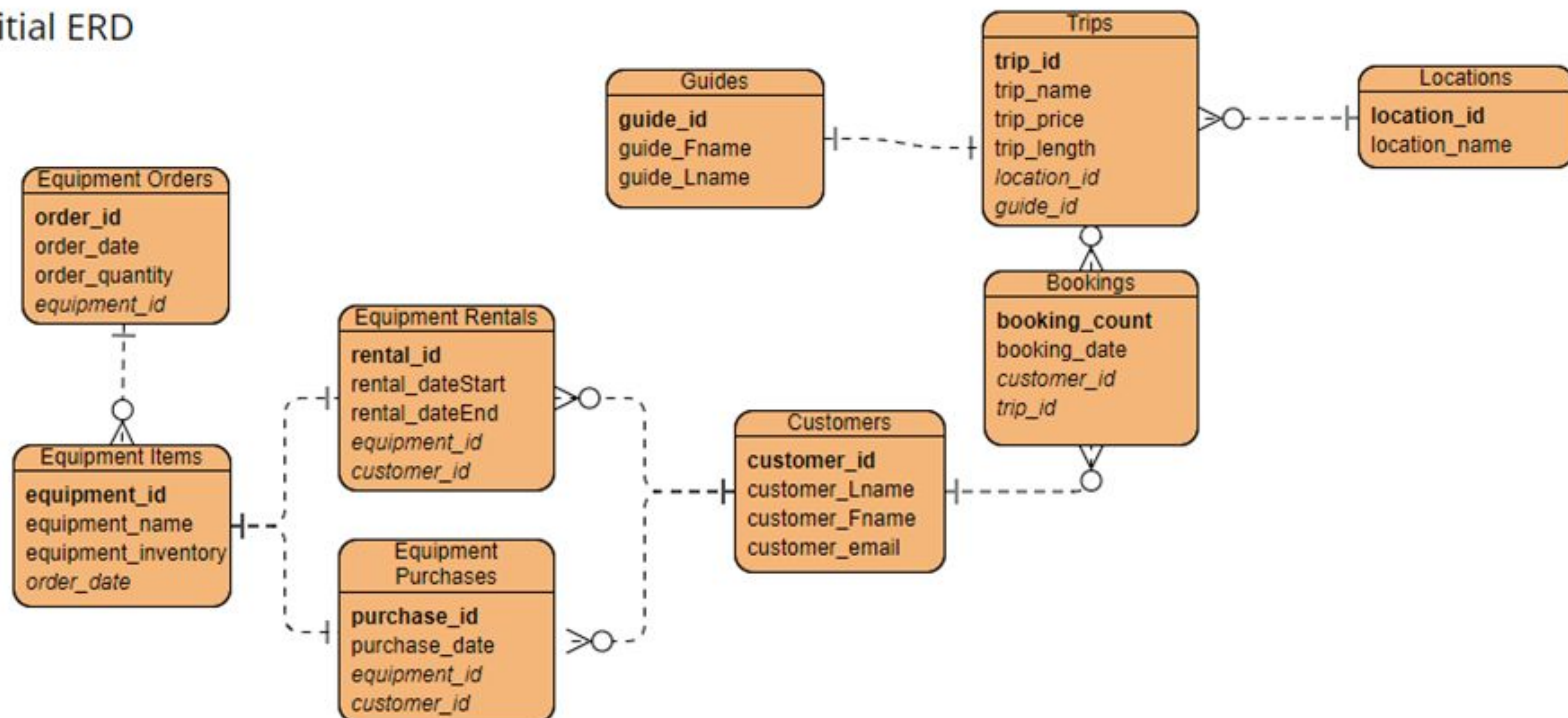 itial ERD
Trips
trip_id
trip_name
trip_price
trip_length
location_id
guide_id
Guides
guide_id
guide_Fname
guide_Lname
Locations
location_id
location_name
Equipment Orders
order_id
order_date
order_quantity
equipment_id
Equipment Rentals
rental_id
rental_dateStart
rental_dateEnd
equipment_id
customer_id
Bookings
booking_count
booking_date
customer_id
trip_id
Customers
customer_id
customer_Lname
customer_Fname
customer_email
Equipment Items
equipment_id
equipment_name
equipment_inventory
order_date
Equipment
Purchases
purchase_id
purchase_date
equipment_id
customer_id